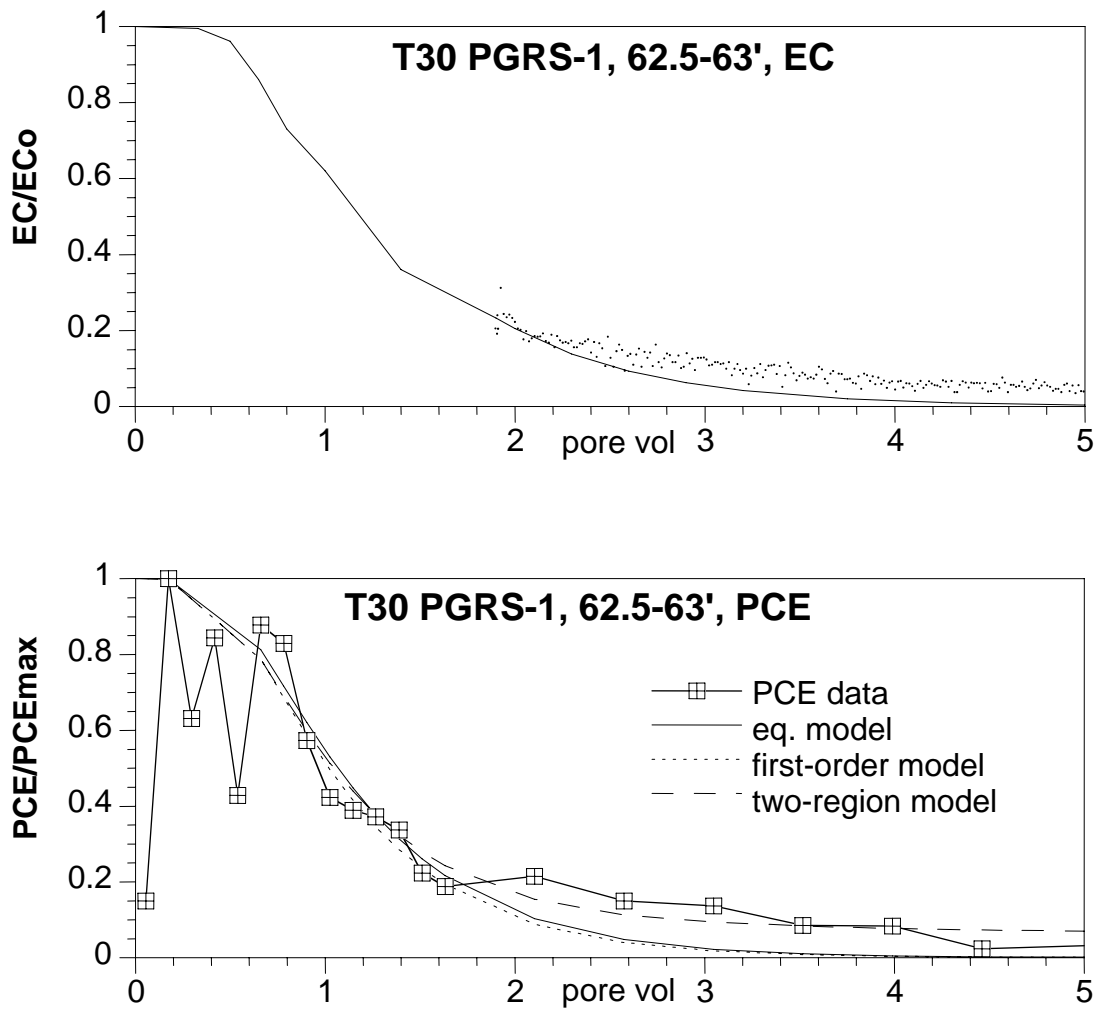 T30 PGRS-1, 62.5-63', EC
EC/ECo
1
0.8
0.6
0.4
0.2
0
0 1 2 3 4 5
pore vol
T30 PGRS-1, 62.5-63', PCE
PCE/PCEmax
1
0.8
0.6
0.4
0.2
0
PCE data
eq. model
first-order model
two-region model
0 1 2 3 4 5
pore vol